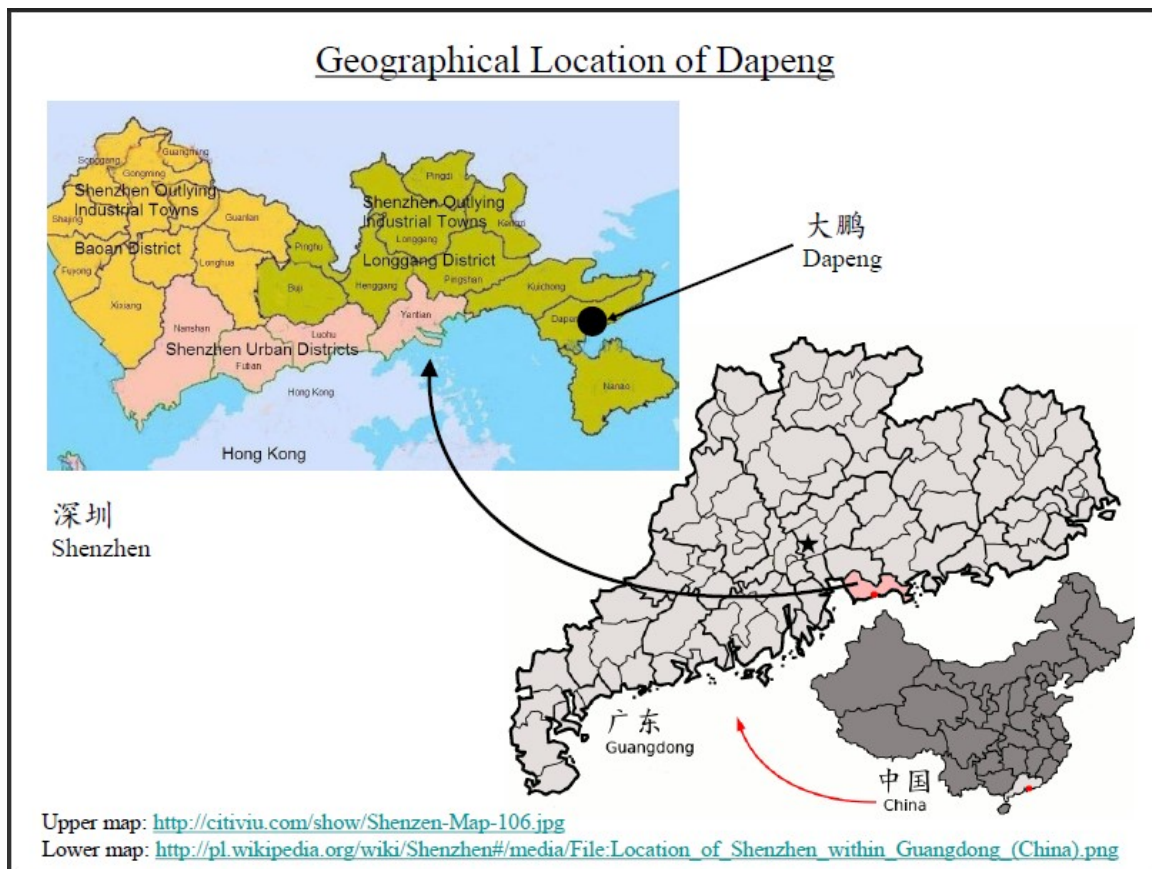 Geographical Location of Dapeng
Songgang
Guangming
Gongming
Shenzhen Outlying
Industrial Towns
Shajing
Guanlan
Baoan District
Fuyong
Longhua
Xixiang
Pingdi
Shenzhen Outlying
Industrial Towns
Kengzi
Longgang
Pinghu
Longgang District
Henggang
Pingshan
Buji
Kuichong
Yantian
Nanshan
Luohu
Shenzhen Urban Districts
Futian
Nanao
Hong Kong
Hong Kong
大鹏
Dapeng
深圳
Shenzhen
广东
Guangdong
中国
China
Upper map: http://citiviu.com/show/Shenzen-Map-106.jpg
Lower map: http://pl.wikipedia.org/wiki/Shenzhen#/media/File:Location_of_Shenzhen_within_Guangdong_(China).png